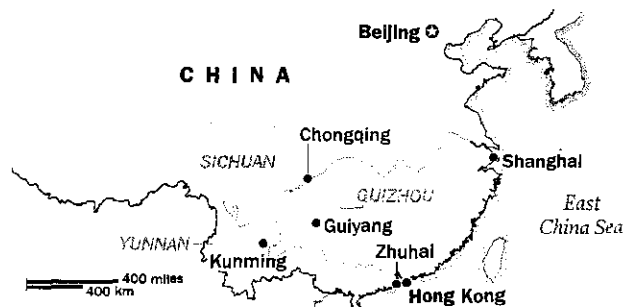 Beijing
CHINA
Chongqing
SICHUAN
Shanghai
GUIZHOU
East
China Sea
Guiyang
YUNNAN
Kunming
Zhuhai
Hong Kong
400 miles
400 km